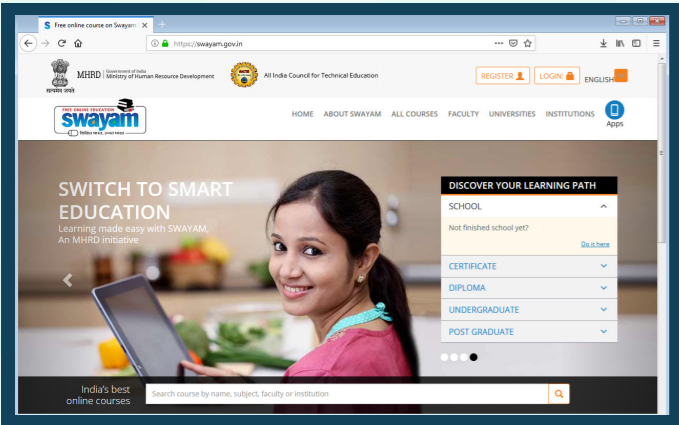 Free online course on Swayam
https://swayam.gov.in
सत्यमेव जयते
MHRD
Government of India
Ministry of Human Resource Development
All India Council for Technical Education
REGISTER
LOGIN:
ENGLISH
FREE ONLINE EDUCATION
swayam
HOME
ABOUT SWAYAM
ALL COURSES
FACULTY
UNIVERSITIES
INSTITUTIONS
Apps
SWITCH TO SMART
EDUCATION
Learning made easy with SWAYAM,
An MHRD initiative
DISCOVER YOUR LEARNING PATH
SCHOOL
Not finished school yet?
Do it here
CERTIFICATE
DIPLOMA
UNDERGRADUATE
POST GRADUATE
India's best
online courses
Search course by name, subject, faculty or institution